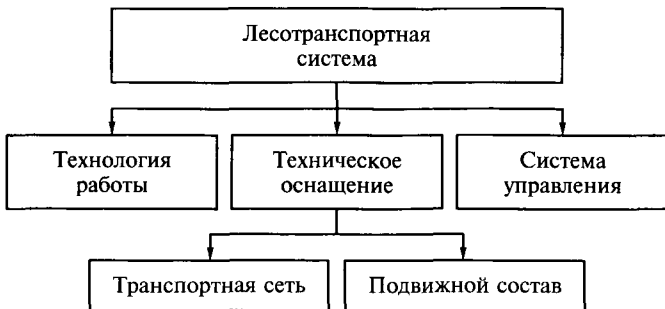 Лесотранспортная
система
Технология
работы
Техническое
оснащение
Система
управления
Транспортная сеть
Подвижной состав